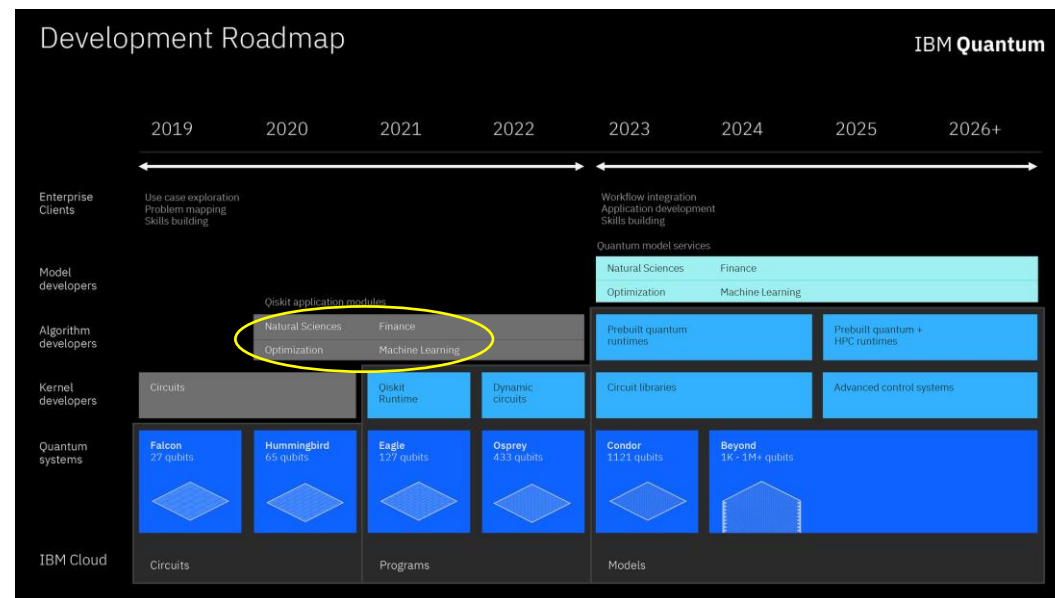 Development Roadmap
IBM Quantum
2019 2020 2021 2022 2023 2024 2025 2026+
Enterprise
Clients
Use case exploration
Problem mapping
Skills building
Workflow integration
Application development
Skills building
Model
developers
Quantum model services
Natural Sciences Finance
Optimization Machine Learning
Algorithm
developers
Qiskit application modules
Natural Sciences Finance
Optimization Machine Learning
Prebuilt quantum
runtimes
Prebuilt quantum +
HPC runtimes
Kernel
developers
Circuits
Qiskit
Runtime
Dynamic
circuits
Circuit libraries
Advanced control systems
Quantum
systems
Falcon
27 qubits
Hummingbird
65 qubits
Eagle
127 qubits
Osprey
433 qubits
Condor
1121 qubits
Beyond
1K - 1M+ qubits
IBM Cloud
Circuits
Programs
Models